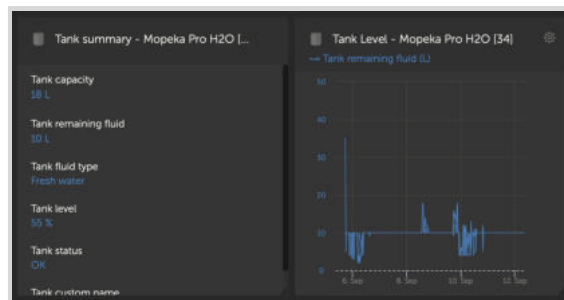 Tank summary - Mopeka Pro H2O [...
Tank capacity
18 L
Tank remaining fluid
10 L
Tank fluid type
Fresh water
Tank level
55 %
Tank status
OK
Tank custom name
Tank Level - Mopeka Pro H2O [34]
Tank remaining fluid (L)
50
40
30
20
10
0
6. Sep
8. Sep
10. Sep
12. Sep